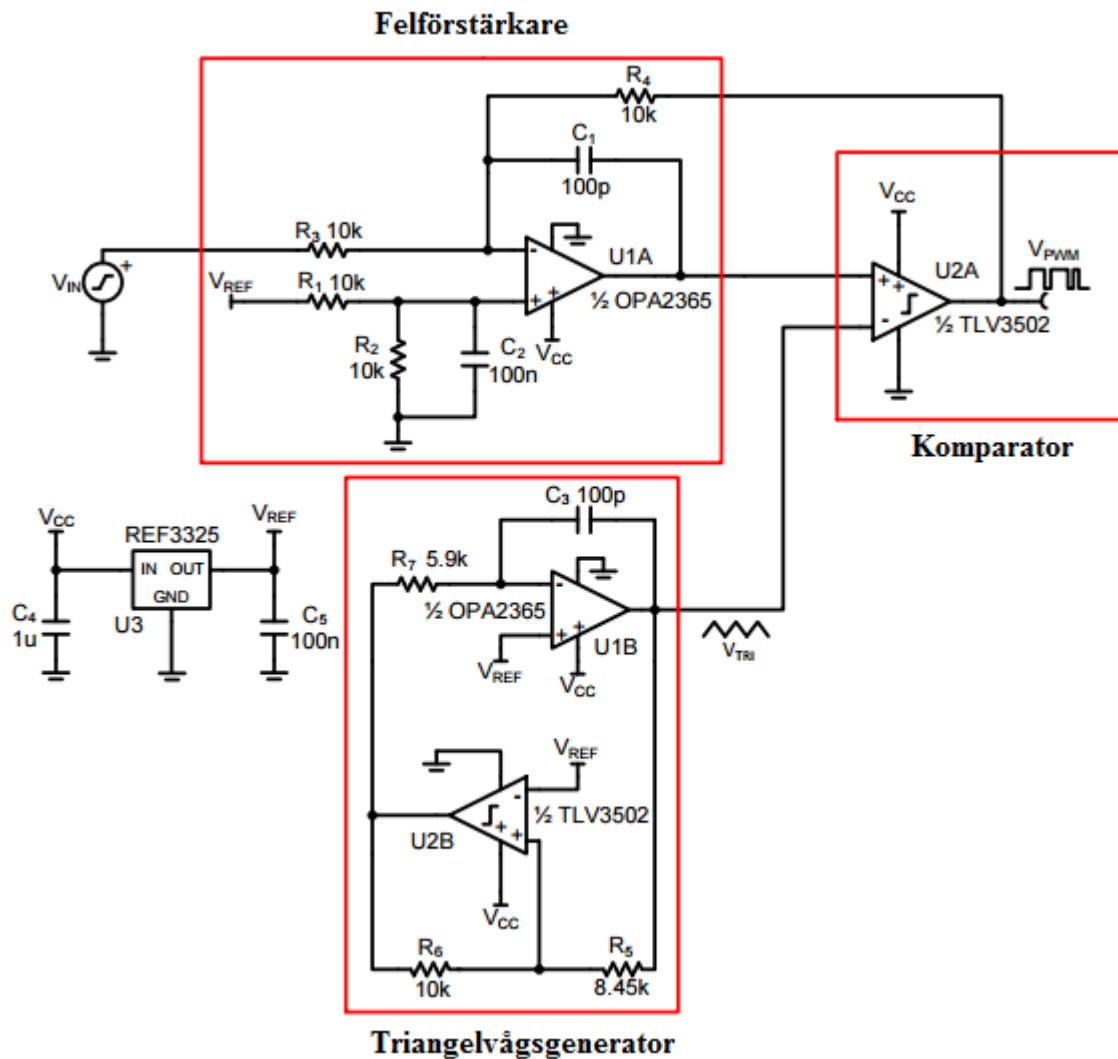 Felförstärkare
R4
10k
C1
100p
VCC
R3 10k
VIN
+
-
U1A
VPWM
VREF
R1 10k
+ +
½ OPA2365
+ +
-
U2A
½ TLV3502
R2
10k
C2
100n
VCC
Komparator
C3 100p
VCC
VREF
REF3325
IN OUT
GND
U3
C4
1u
C5
100n
R7 5.9k
-
½ OPA2365
+ +
U1B
VREF
VCC
VTRI
VREF
-
½ TLV3502
+ +
U2B
VCC
R6
10k
R5
8.45k
Triangelvågsgenerator